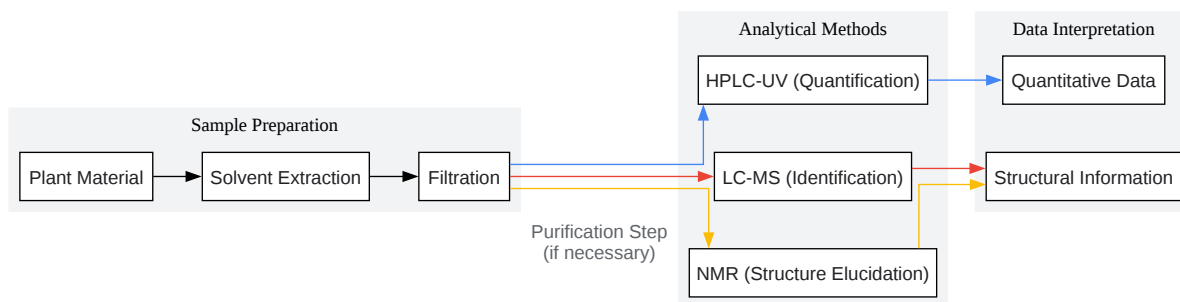 Analytical Methods
Data Interpretation
HPLC-UV (Quantification)
Quantitative Data
Sample Preparation
Plant Material
Solvent Extraction
Filtration
LC-MS (Identification)
Structural Information
Purification Step
(if necessary)
NMR (Structure Elucidation)